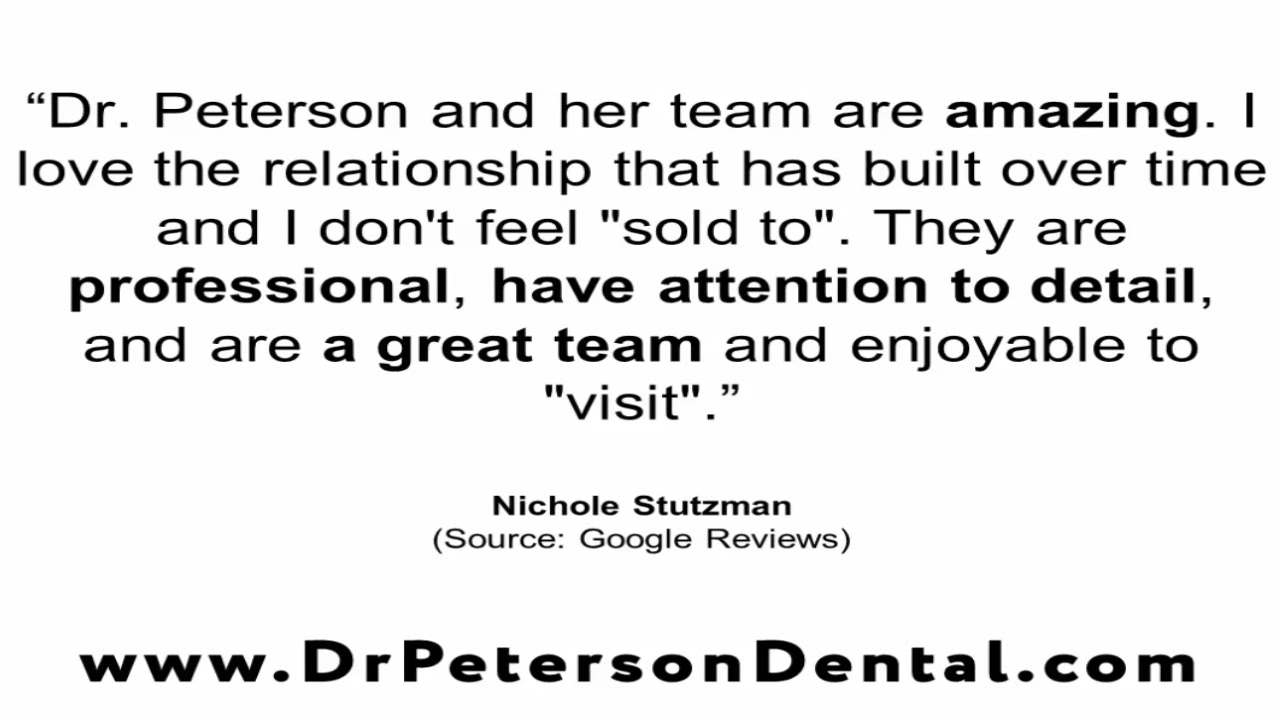 “Dr. Peterson and her team are amazing. I
love the relationship that has built over time
and I don't feel "sold to". They are
professional, have attention to detail,
and are a great team and enjoyable to
"visit".”
Nichole Stutzman
(Source: Google Reviews)
www.DrPetersonDental.com